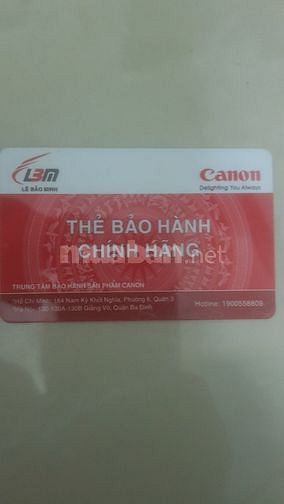 LBM
LÊ BẢO MINH
Canon
Delighting You Always
THẺ BẢO HÀNH
CHÍNH HÃNG
TRUNG TÂM BẢO HÀNH SẢN PHẨM CANON
*Hồ Chí Minh: 184 Nam Kỳ Khởi Nghĩa, Phường 6, Quận 3
*Hà Nội: 130-130A-130B Giảng Võ, Quận Ba Đình
Hotline: 1900558809